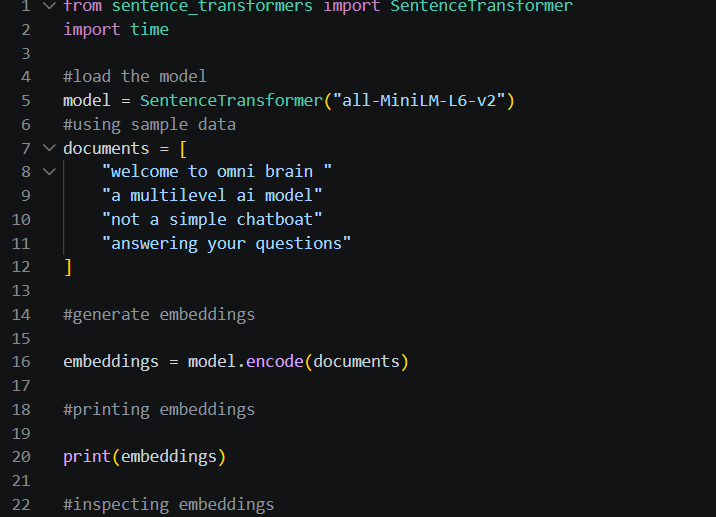 1 from sentence_transformers import SentenceTransformer
2 import time
3
4 #load the model
5 model = SentenceTransformer("all-MiniLM-L6-v2")
6 #using sample data
7 documents = [
8 "welcome to omni brain "
9 "a multilevel ai model"
10 "not a simple chatboat"
11 "answering your questions"
12 ]
13
14 #generate embeddings
15
16 embeddings = model.encode(documents)
17
18 #printing embeddings
19
20 print(embeddings)
21
22 #inspecting embeddings